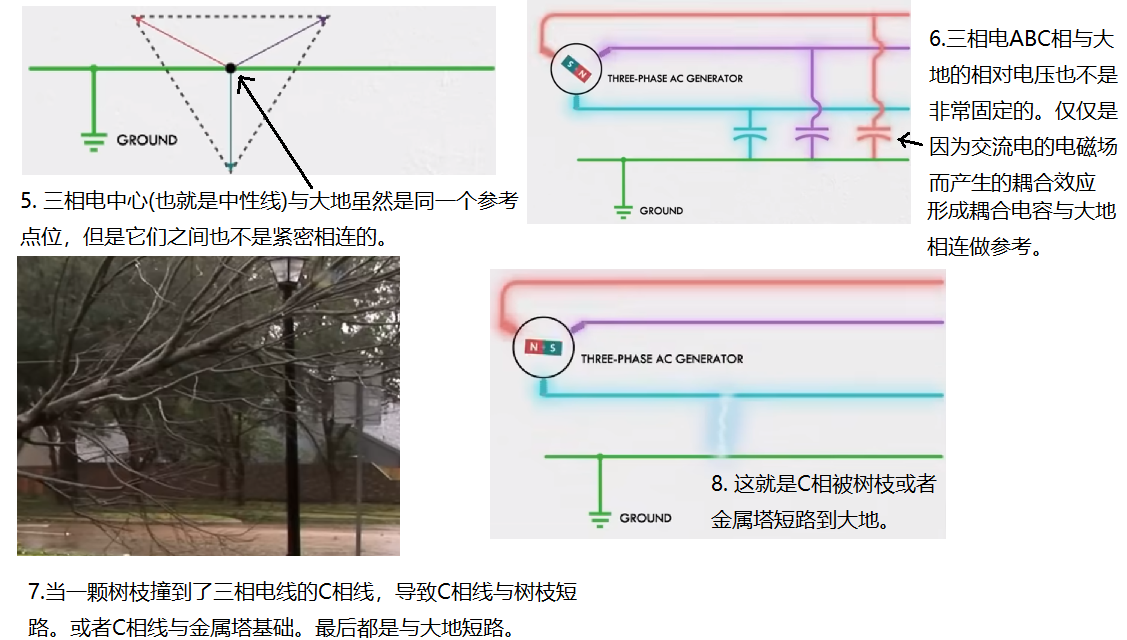 GROUND
5. 三相电中心(也就是中性线)与大地虽然是同一个参考
点位，但是它们之间也不是紧密相连的。
THREE-PHASE AC GENERATOR
GROUND
6.三相电ABC相与大
地的相对电压也不是
非常固定的。仅仅是
因为交流电的电磁场
而产生的耦合效应
形成耦合电容与大地
相连做参考。
S
N
N
S
THREE-PHASE AC GENERATOR
GROUND
8. 这就是C相被树枝或者
金属塔短路到大地。
7.当一颗树枝撞到了三相电线的C相线，导致C相线与树枝短
路。或者C相线与金属塔基础。最后都是与大地短路。